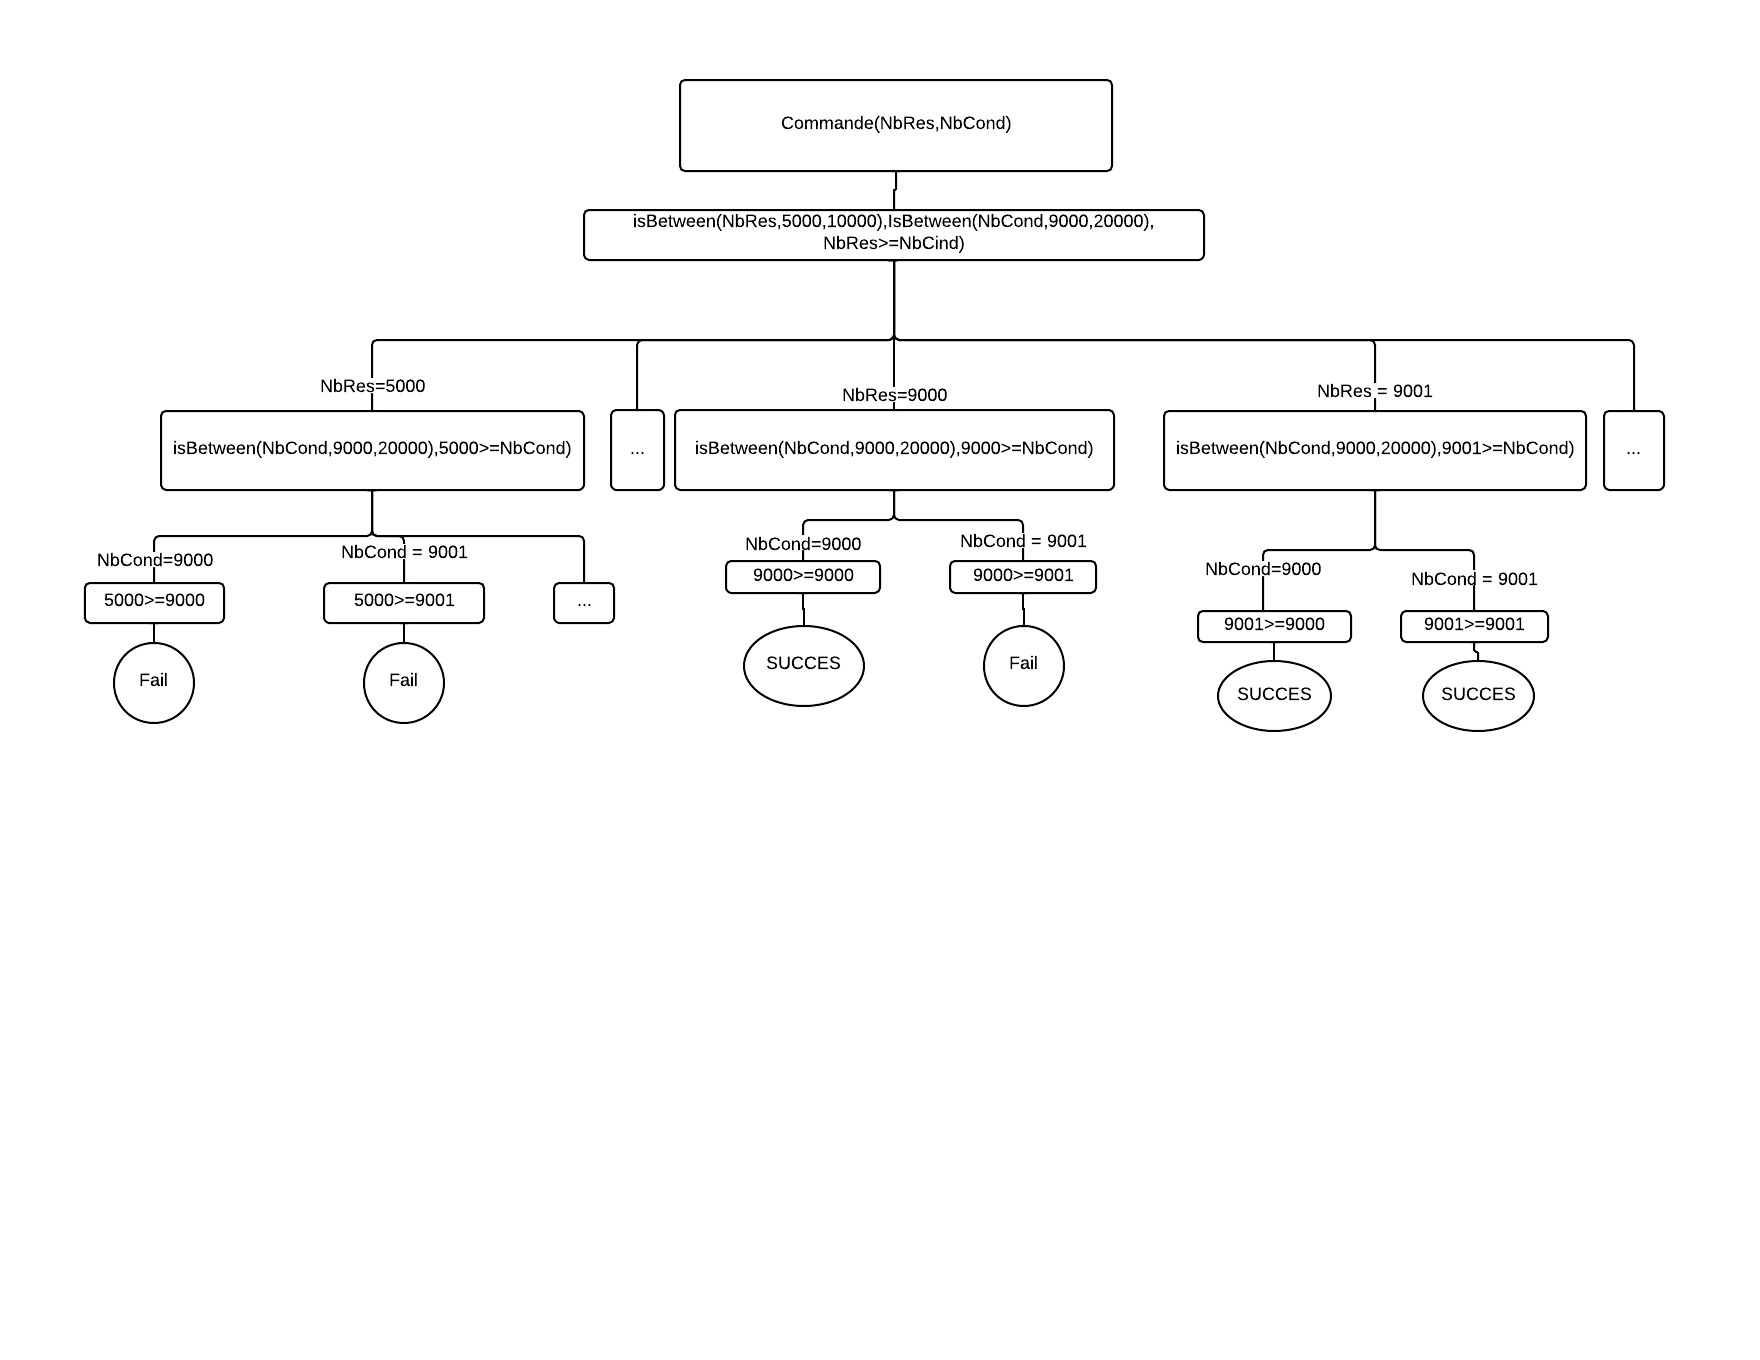 Commande(NbRes,NbCond)
isBetween(NbRes,5000,10000),IsBetween(NbCond,9000,20000),
NbRes>=NbCind)
NbRes=5000
NbRes=9000
NbRes = 9001
isBetween(NbCond,9000,20000),5000>=NbCond)
...
isBetween(NbCond,9000,20000),9000>=NbCond)
isBetween(NbCond,9000,20000),9001>=NbCond)
...
NbCond=9000
NbCond = 9001
NbCond=9000
NbCond = 9001
NbCond=9000
NbCond = 9001
5000>=9000
5000>=9001
...
9000>=9000
9000>=9001
9001>=9000
9001>=9001
Fail
Fail
SUCCES
Fail
SUCCES
SUCCES